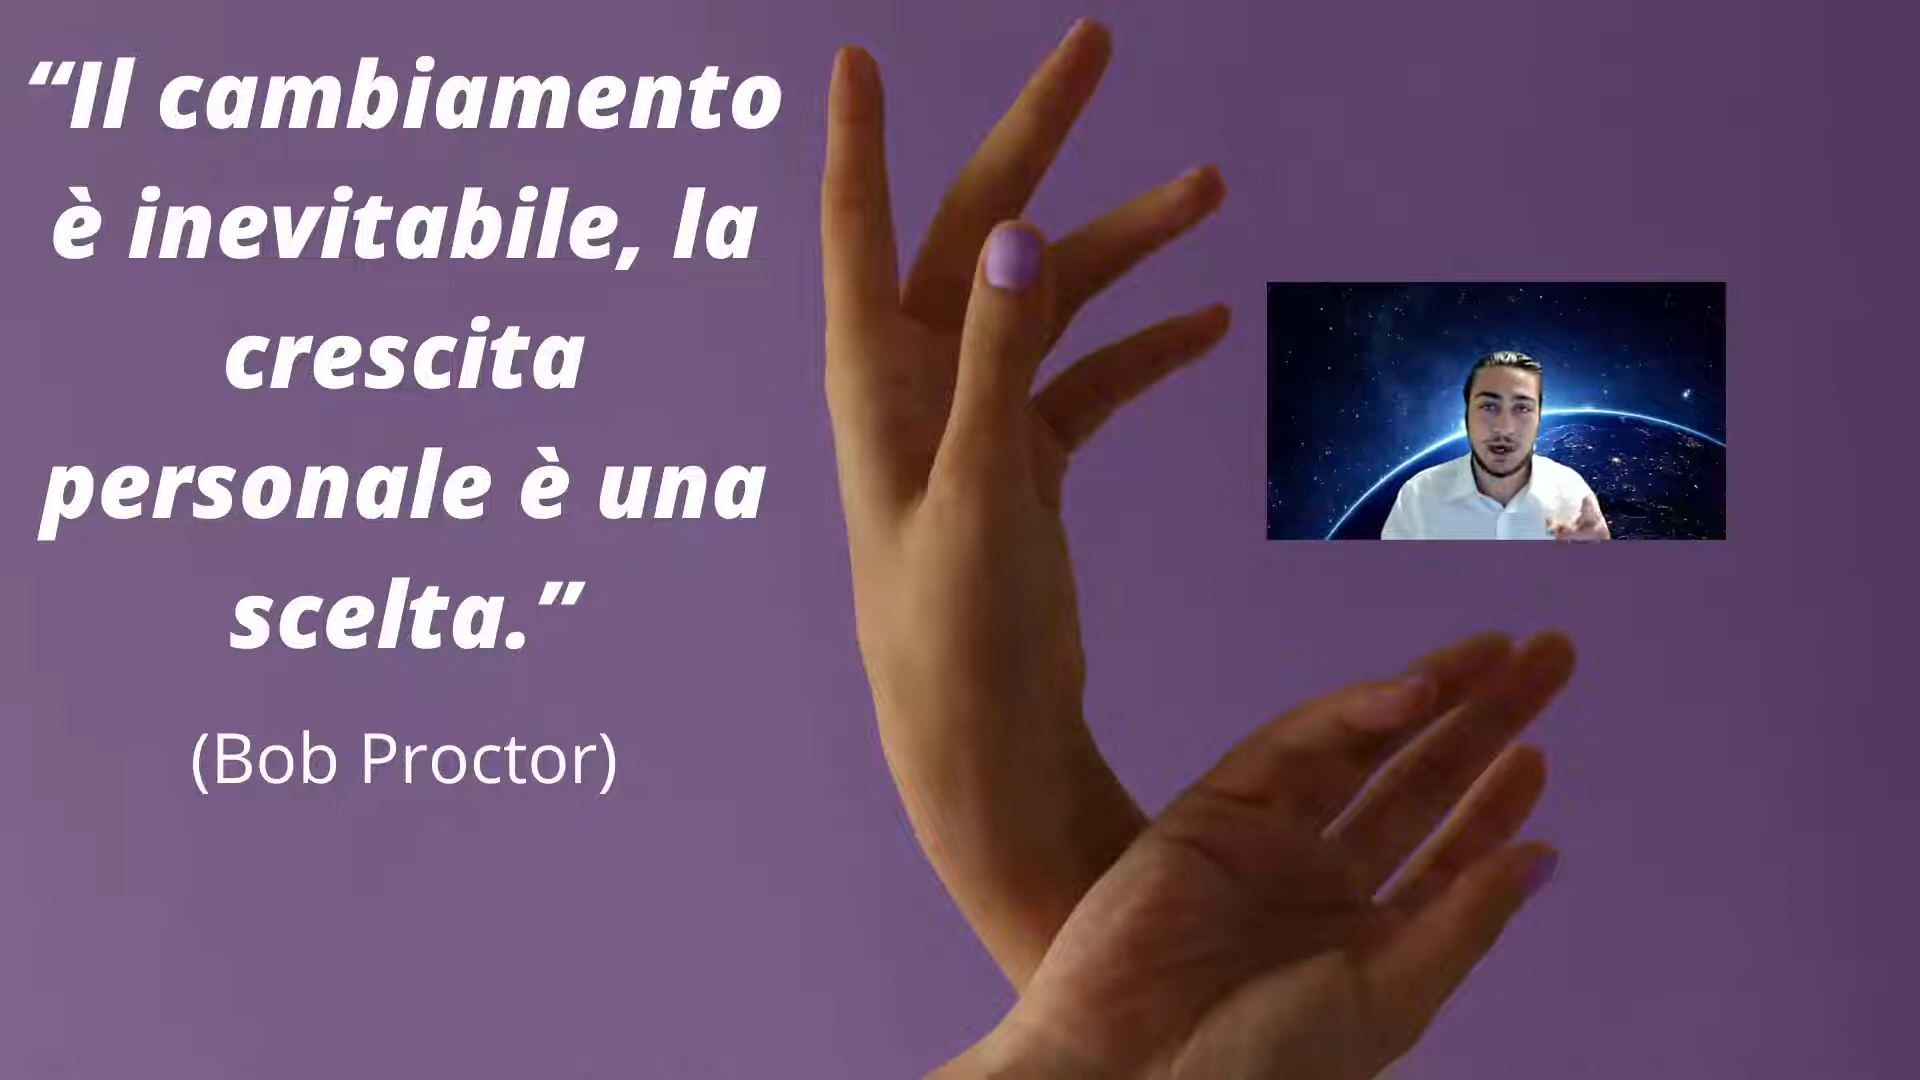 “Il cambiamento
è inevitabile, la
crescita
personale è una
scelta.”
(Bob Proctor)